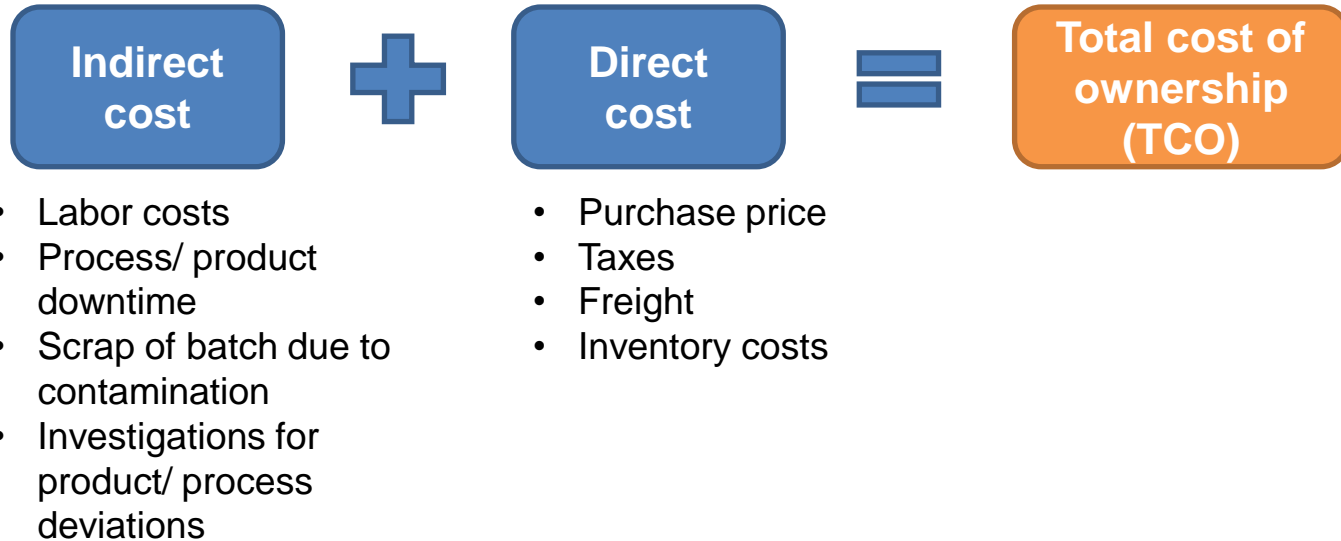 Indirect
cost
Direct
cost
Total cost of
ownership
(TCO)
• Labor costs
• Process/ product
downtime
• Scrap of batch due to
contamination
• Investigations for
product/ process
deviations
• Purchase price
• Taxes
• Freight
• Inventory costs